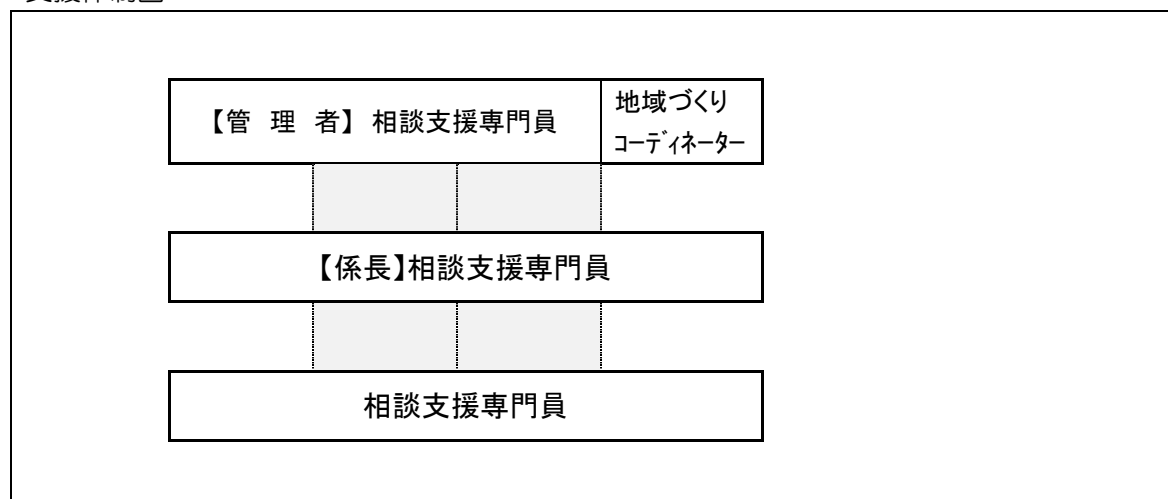 【管　理　者】 相談支援専門員
地域づくり
ｺｰﾃﾞｨﾈｰﾀｰ
【係長】相談支援専門員
相談支援専門員